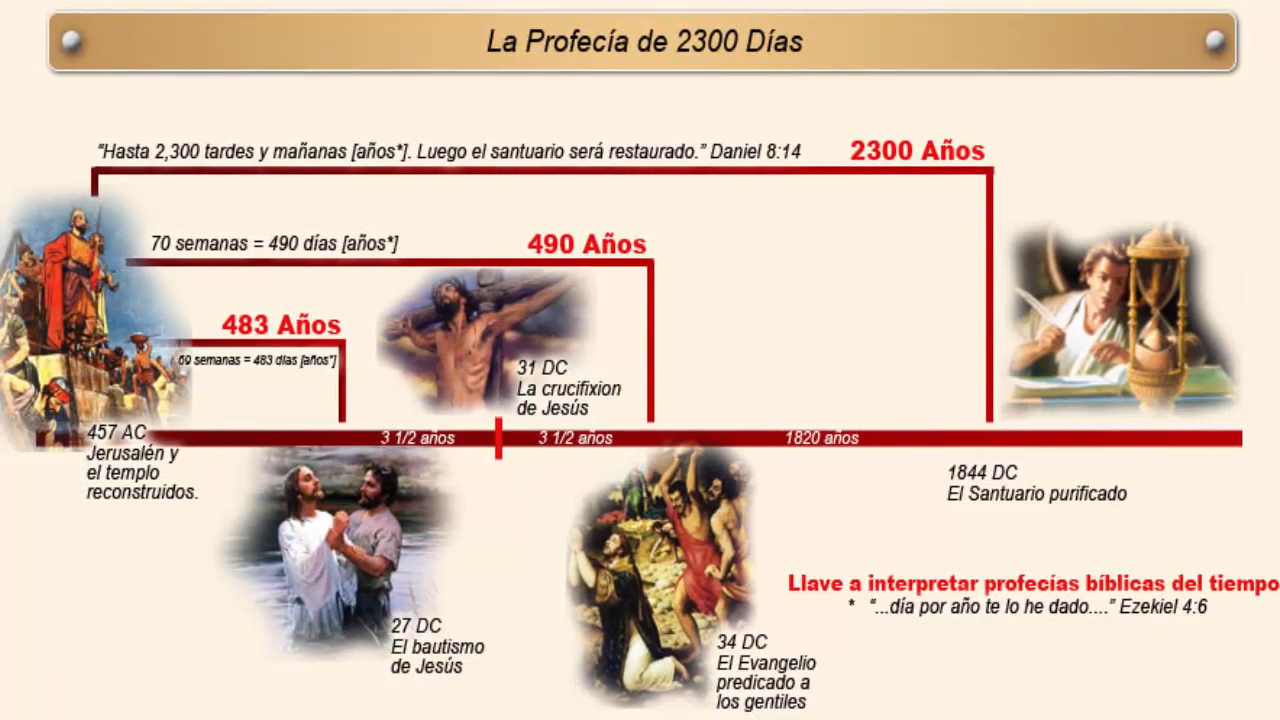 La Profecía de 2300 Días
“Hasta 2,300 tardes y mañanas [años*]. Luego el santuario será restaurado.” Daniel 8:14
2300 Años
70 semanas = 490 días [años*]
490 Años
483 Años
69 semanas = 483 días [años*]
31 DC
La crucifixion
de Jesús
457 AC
Jerusalén y
el templo
reconstruidos.
3 1/2 años
3 1/2 años
1820 años
1844 DC
El Santuario purificado
Llave a interpretar profecías bíblicas del tiempo
* “...día por año te lo he dado....” Ezekiel 4:6
27 DC
El bautismo
de Jesús
34 DC
El Evangelio
predicado a
los gentiles